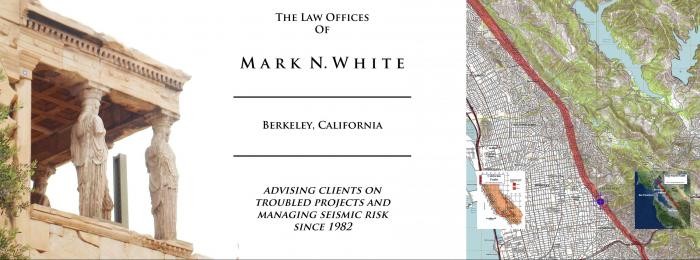 The Law Offices
Of
Mark N. White
Berkeley, California
ADVISING CLIENTS ON
TROUBLED PROJECTS AND
MANAGING SEISMIC RISK
SINCE 1982